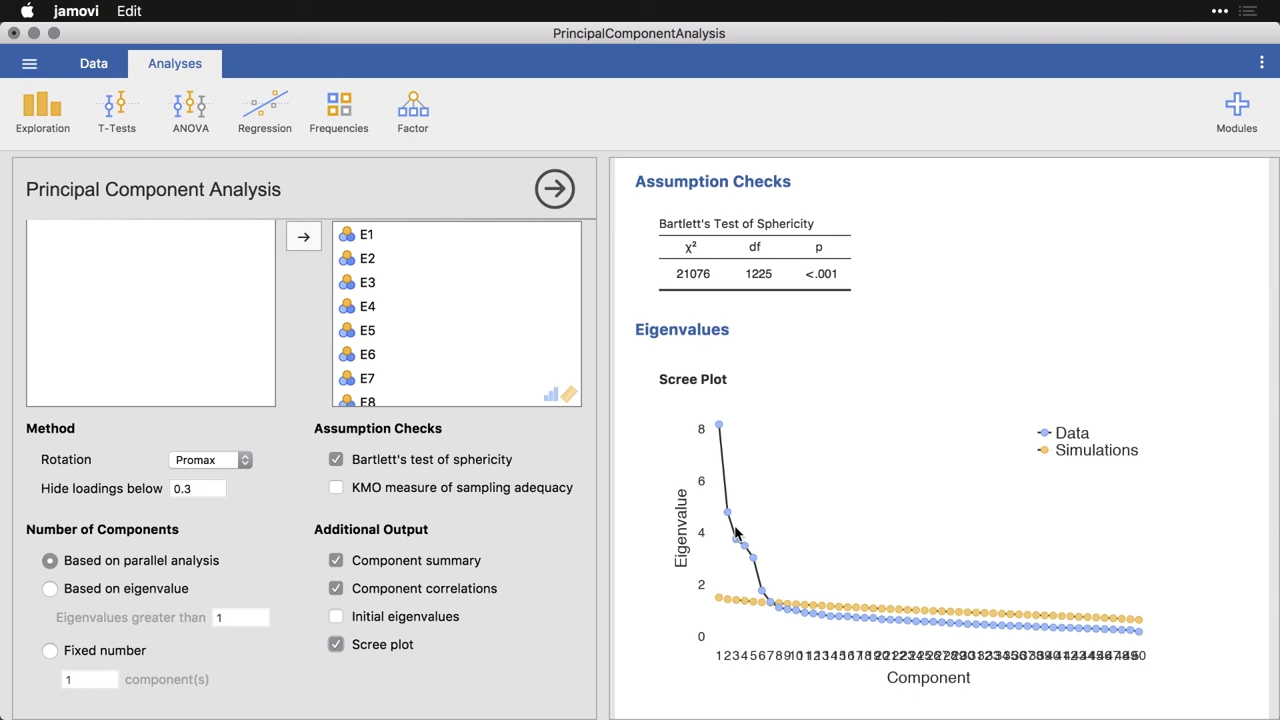 jamovi Edit
PrincipalComponentAnalysis
Data Analyses
Exploration T-Tests ANOVA Regression Frequencies Factor Modules
Principal Component Analysis
E1
E2
E3
E4
E5
E6
E7
E8
Method
Rotation Promax
Hide loadings below 0.3
Number of Components
Based on parallel analysis
Based on eigenvalue
Eigenvalues greater than 1
Fixed number
1 component(s)
Assumption Checks
Bartlett's test of sphericity
KMO measure of sampling adequacy
Additional Output
Component summary
Component correlations
Initial eigenvalues
Scree plot
Assumption Checks
Bartlett's Test of Sphericity
χ² df p
21076 1225 <.001
Eigenvalues
Scree Plot
Data
Simulations
8
6
4
2
0
Eigenvalue
Component